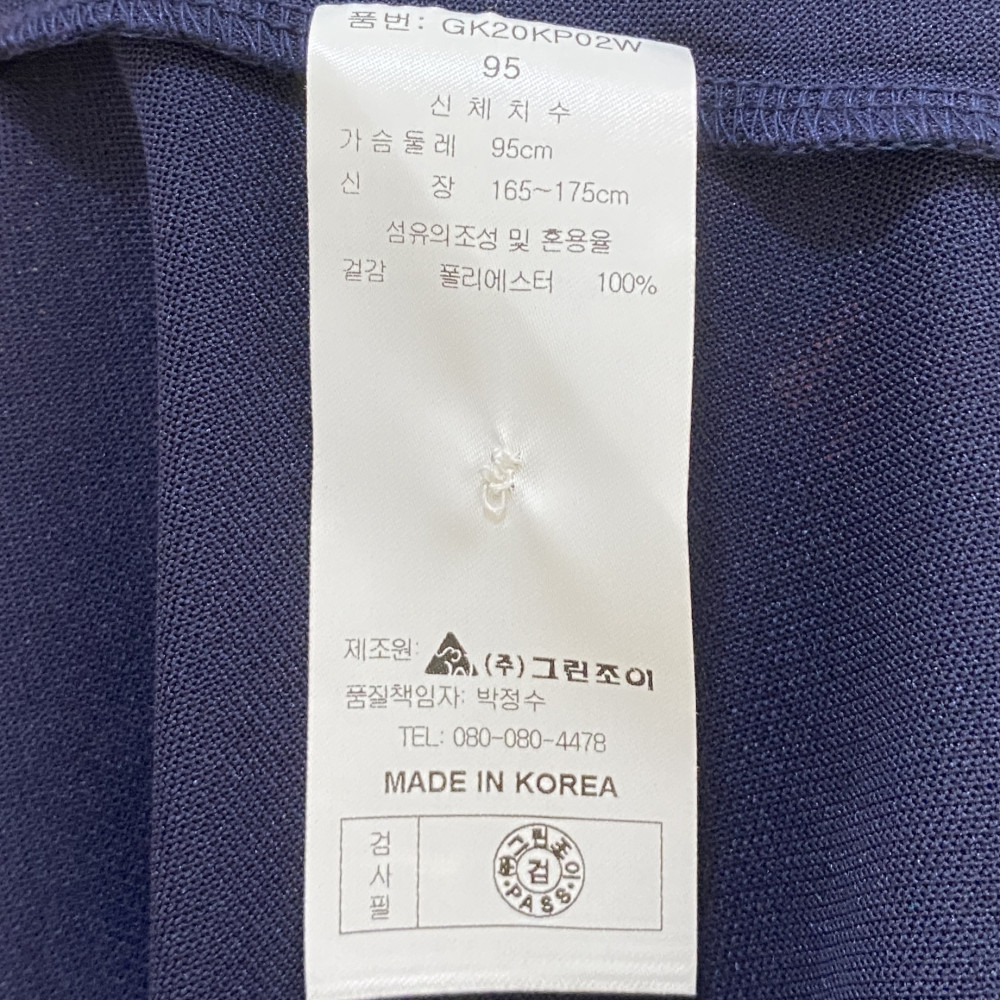 품번: GK20KP02W
95
신 체 치 수
가슴둘레 95cm
신 장 165~175cm
섬유의조성 및 혼용율
겉감 폴리에스터 100%
제조원: (주)그린조이
품질책임자: 박정수
TEL: 080-080-4478
MADE IN KOREA
검사필
그린조이
검
PASS